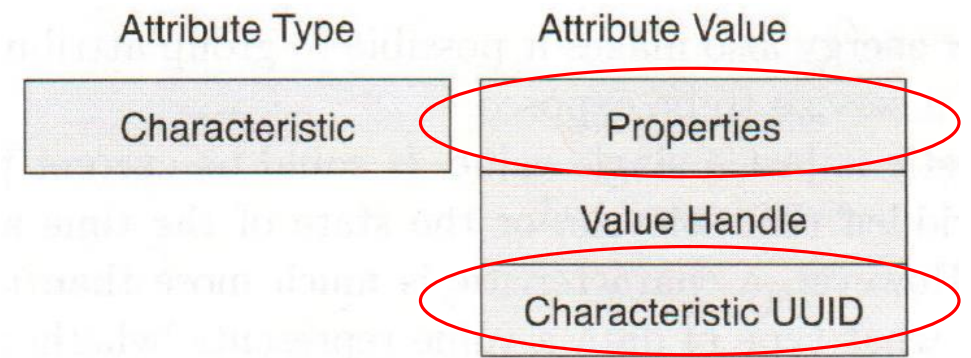 Attribute Type Attribute Value
Characteristic Properties
Value Handle
Characteristic UUID